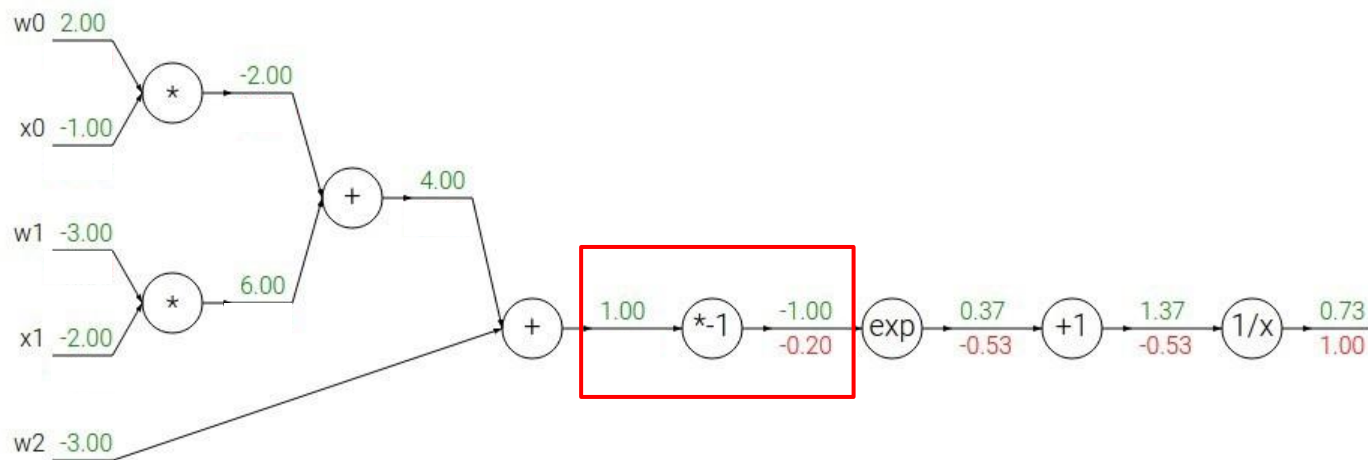 w0 2.00
* -2.00
x0 -1.00
+ 4.00
w1 -3.00
* 6.00
x1 -2.00
+ 1.00 *-1 -1.00 exp 0.37 +1 1.37 1/x 0.73
-0.20 -0.53 -0.53 1.00
w2 -3.00